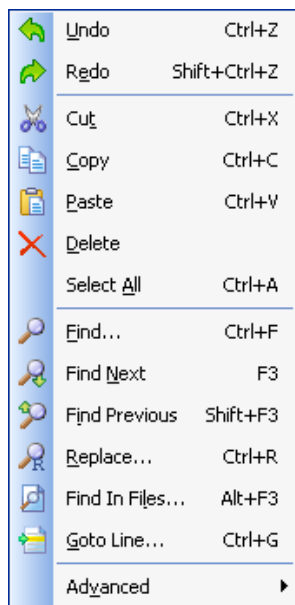 Undo Ctrl+Z
Redo Shift+Ctrl+Z
Cut Ctrl+X
Copy Ctrl+C
Paste Ctrl+V
Delete
Select All Ctrl+A
Find... Ctrl+F
Find Next F3
Find Previous Shift+F3
Replace... Ctrl+R
Find In Files... Alt+F3
Goto Line... Ctrl+G
Advanced